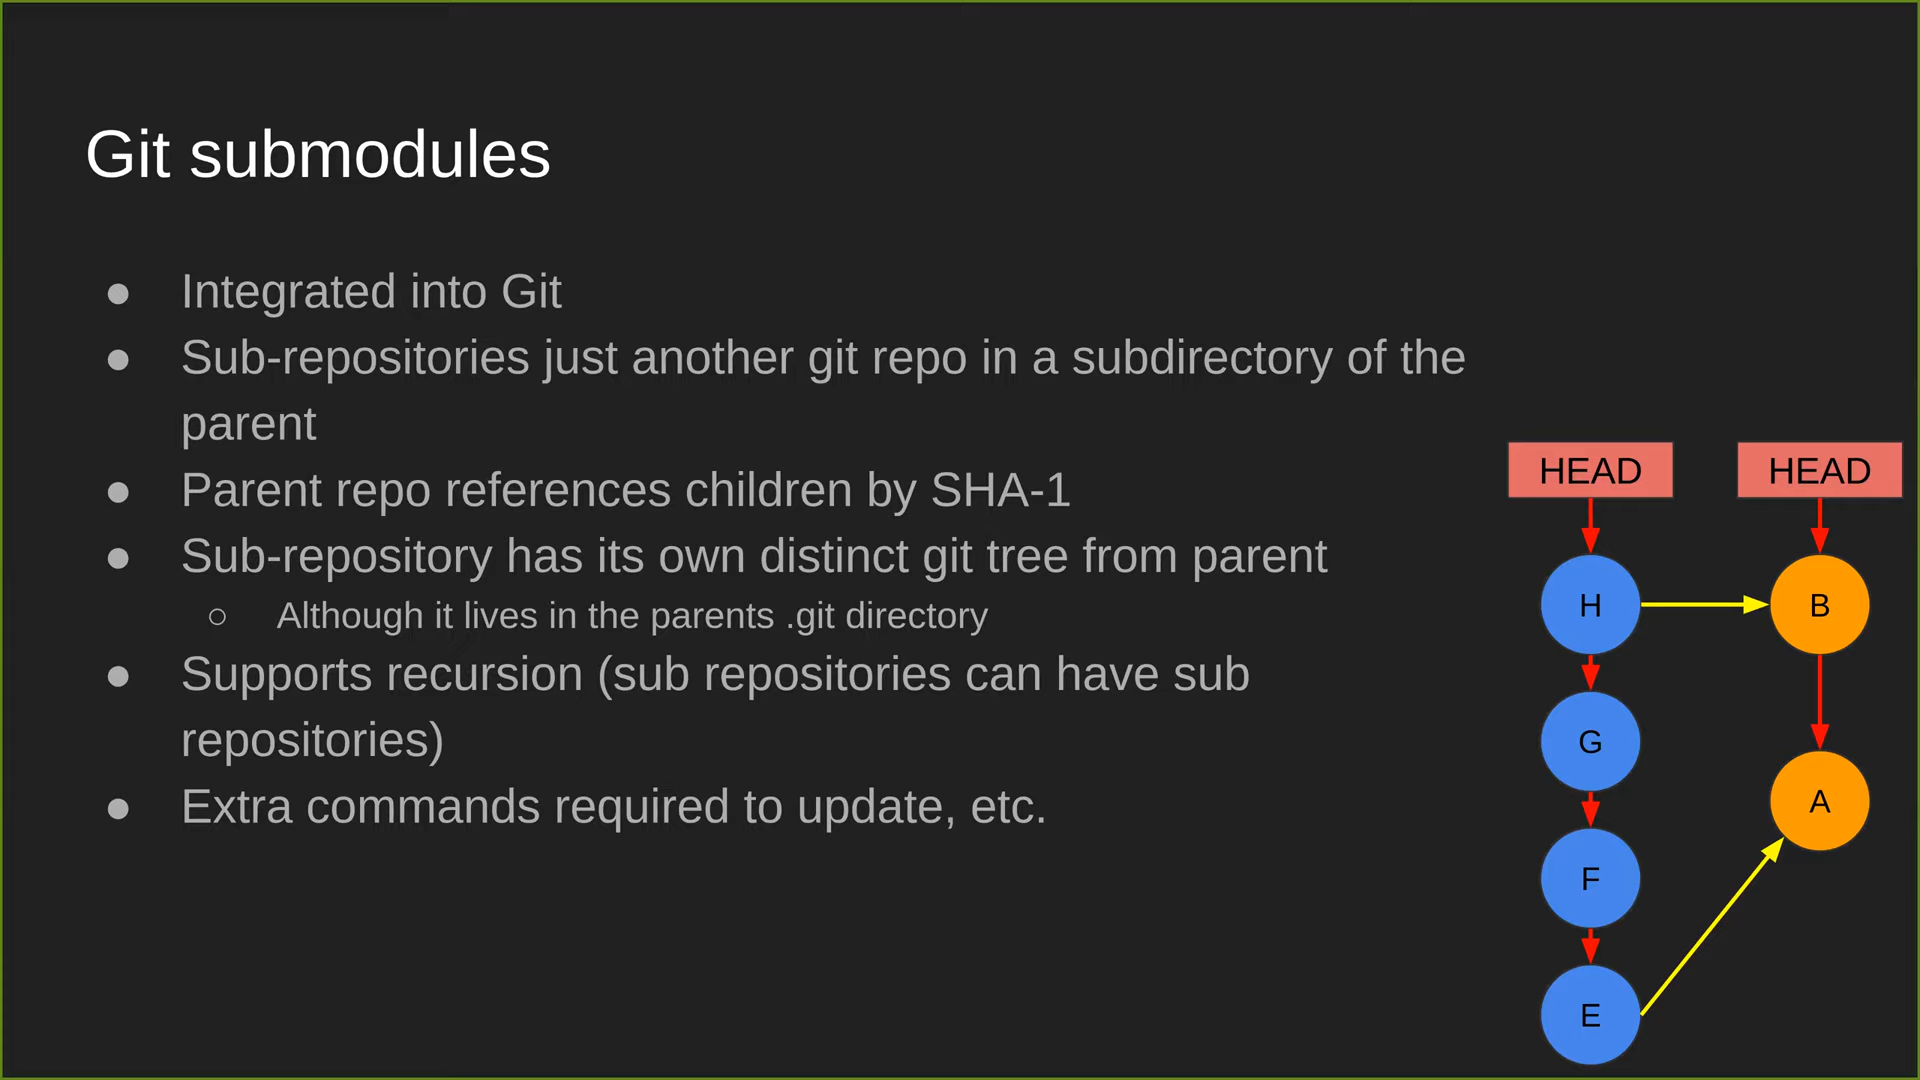 Git submodules
● Integrated into Git
● Sub-repositories just another git repo in a subdirectory of the
parent
● Parent repo references children by SHA-1
● Sub-repository has its own distinct git tree from parent
○ Although it lives in the parents .git directory
● Supports recursion (sub repositories can have sub
repositories)
● Extra commands required to update, etc.
HEAD HEAD
H B
G
A
F
E